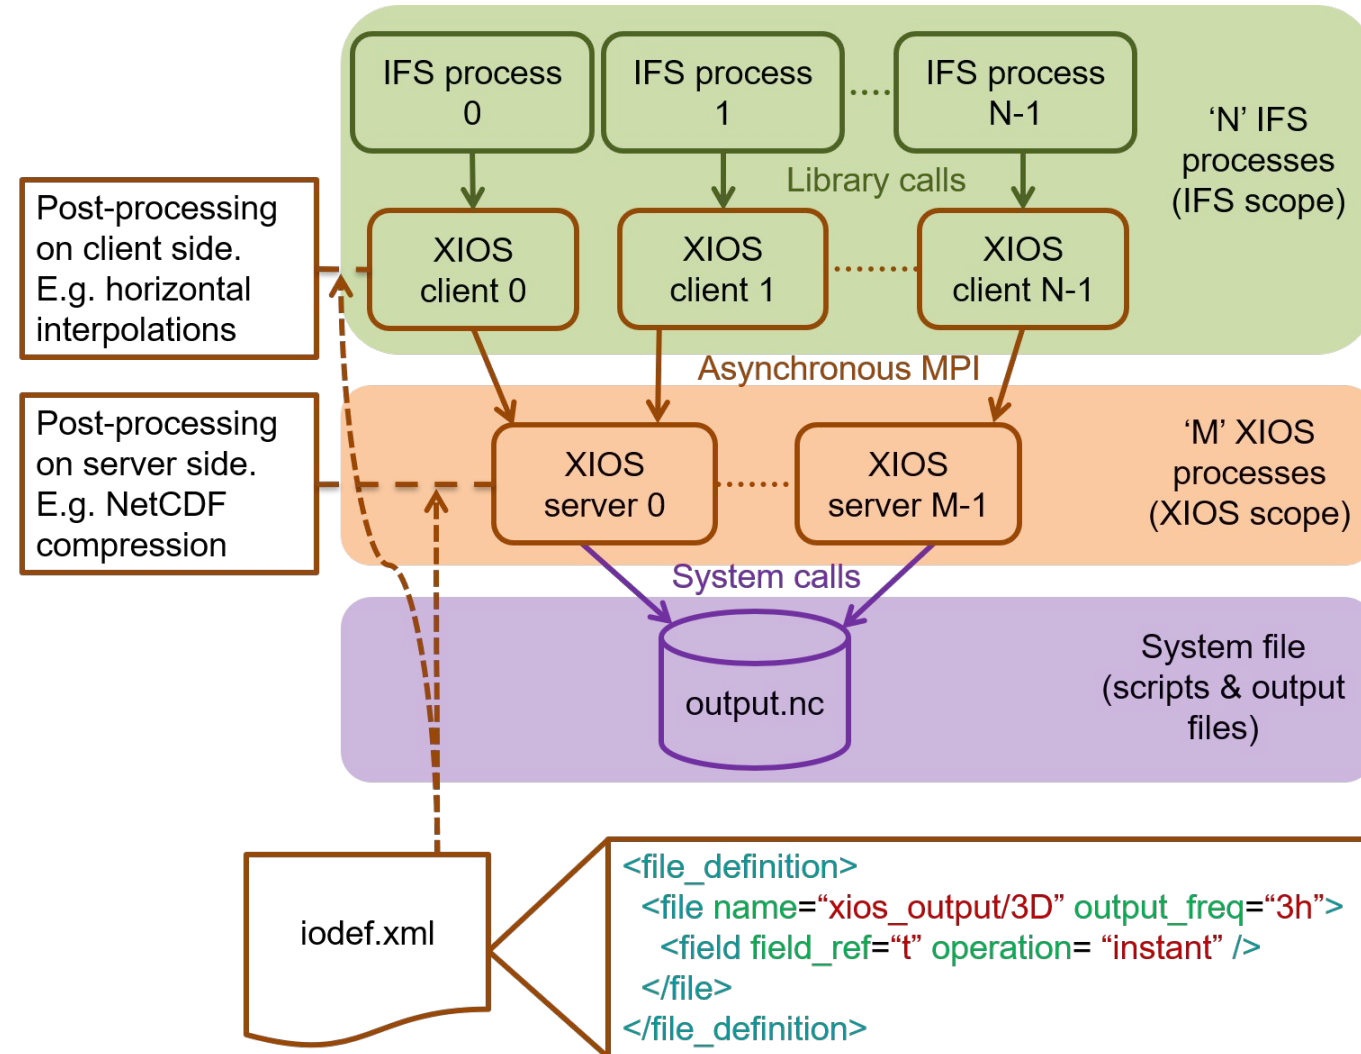 IFS process
0
IFS process
1
IFS process
N-1
‘N’ IFS
processes
(IFS scope)
Library calls
Post-processing
on client side.
E.g. horizontal
interpolations
XIOS
client 0
XIOS
client 1
XIOS
client N-1
Asynchronous MPI
Post-processing
on server side.
E.g. NetCDF
compression
XIOS
server 0
XIOS
server M-1
‘M’ XIOS
processes
(XIOS scope)
System calls
output.nc
System file
(scripts & output
files)
iodef.xml
<file_definition>
<file name=“xios_output/3D” output_freq=“3h”>
<field field_ref=“t” operation= “instant” />
</file>
</file_definition>